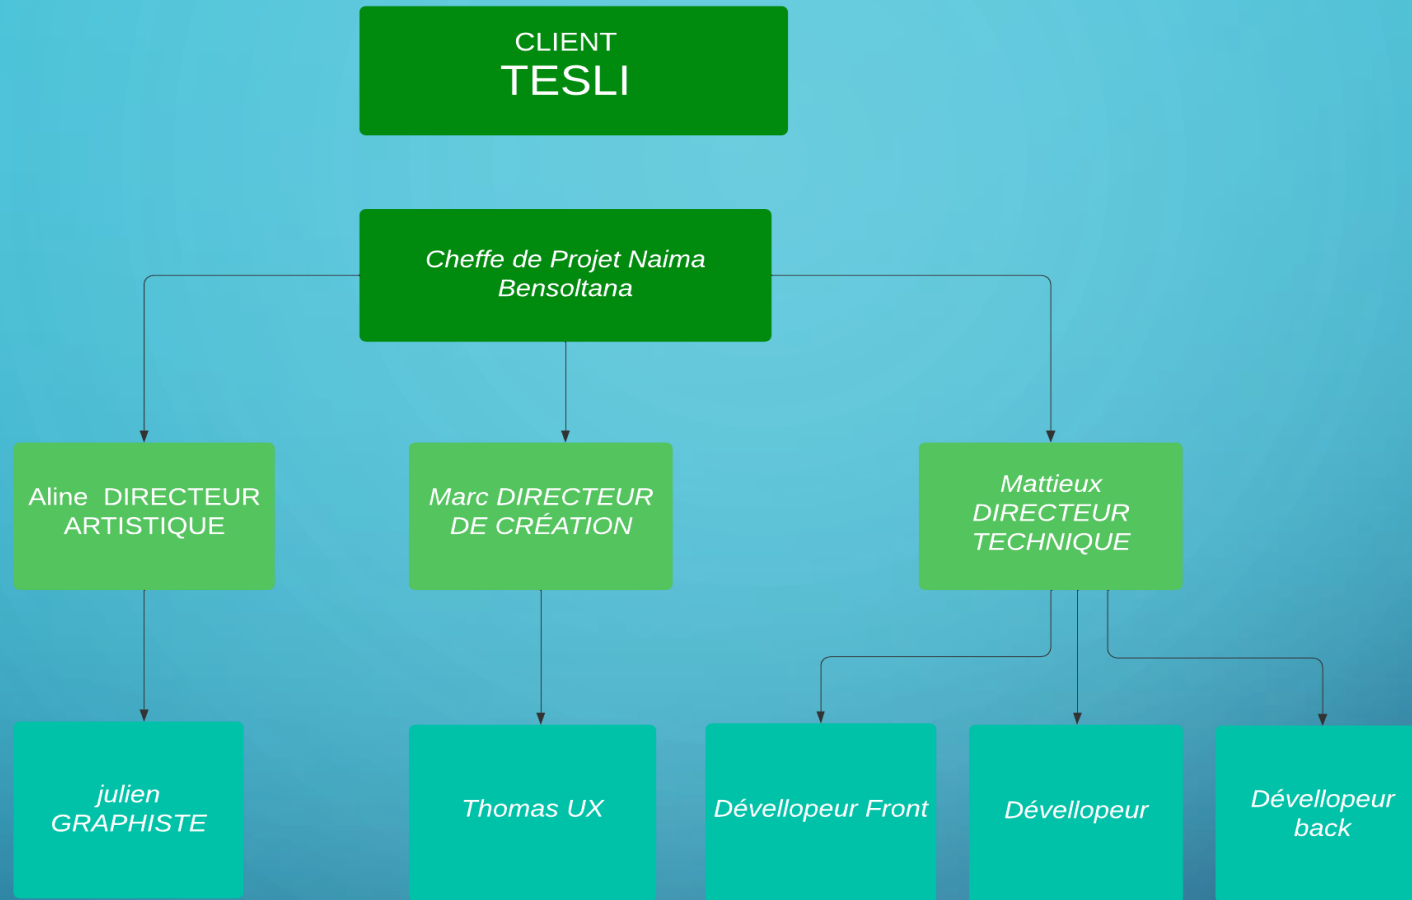 CLIENT
TESLI
Cheffe de Projet Naima
Bensoltana
Aline  DIRECTEUR
ARTISTIQUE
Marc DIRECTEUR
DE CRÉATION
Mattieux
DIRECTEUR
TECHNIQUE
julien
GRAPHISTE
Thomas UX
Dévellopeur Front
Dévellopeur
Dévellopeur
back